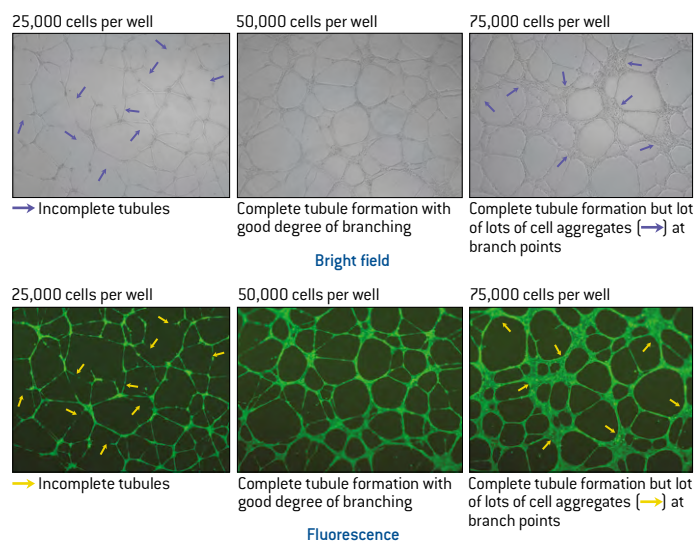 25,000 cells per well
50,000 cells per well
75,000 cells per well
Incomplete tubules
Complete tubule formation with
good degree of branching
Complete tubule formation but lot
of lots of cell aggregates (→) at
branch points
Bright field
25,000 cells per well
50,000 cells per well
75,000 cells per well
Incomplete tubules
Complete tubule formation with
good degree of branching
Complete tubule formation but lot
of lots of cell aggregates (→) at
branch points
Fluorescence